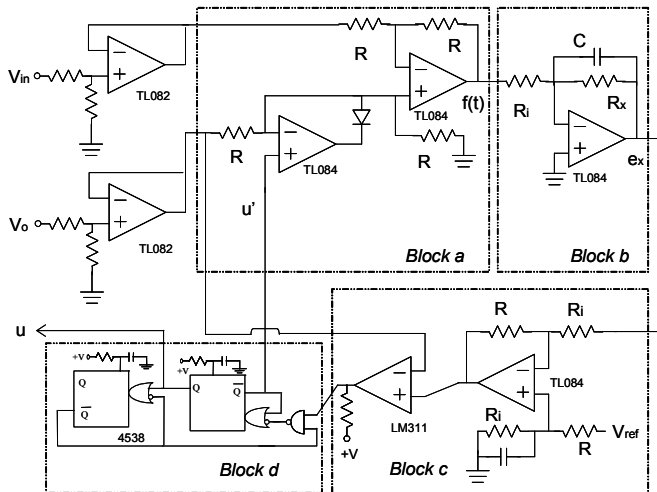 R
R
C
Vin
TL082
TL084
f(t)
Ri
Rx
TL084
ex
R
TL084
R
u'
Vo
TL082
Block a
Block b
u
R
Ri
TL084
+V
+V
Q
Q
Q
Q
4538
LM311
+V
Ri
Vref
R
Block d
Block c